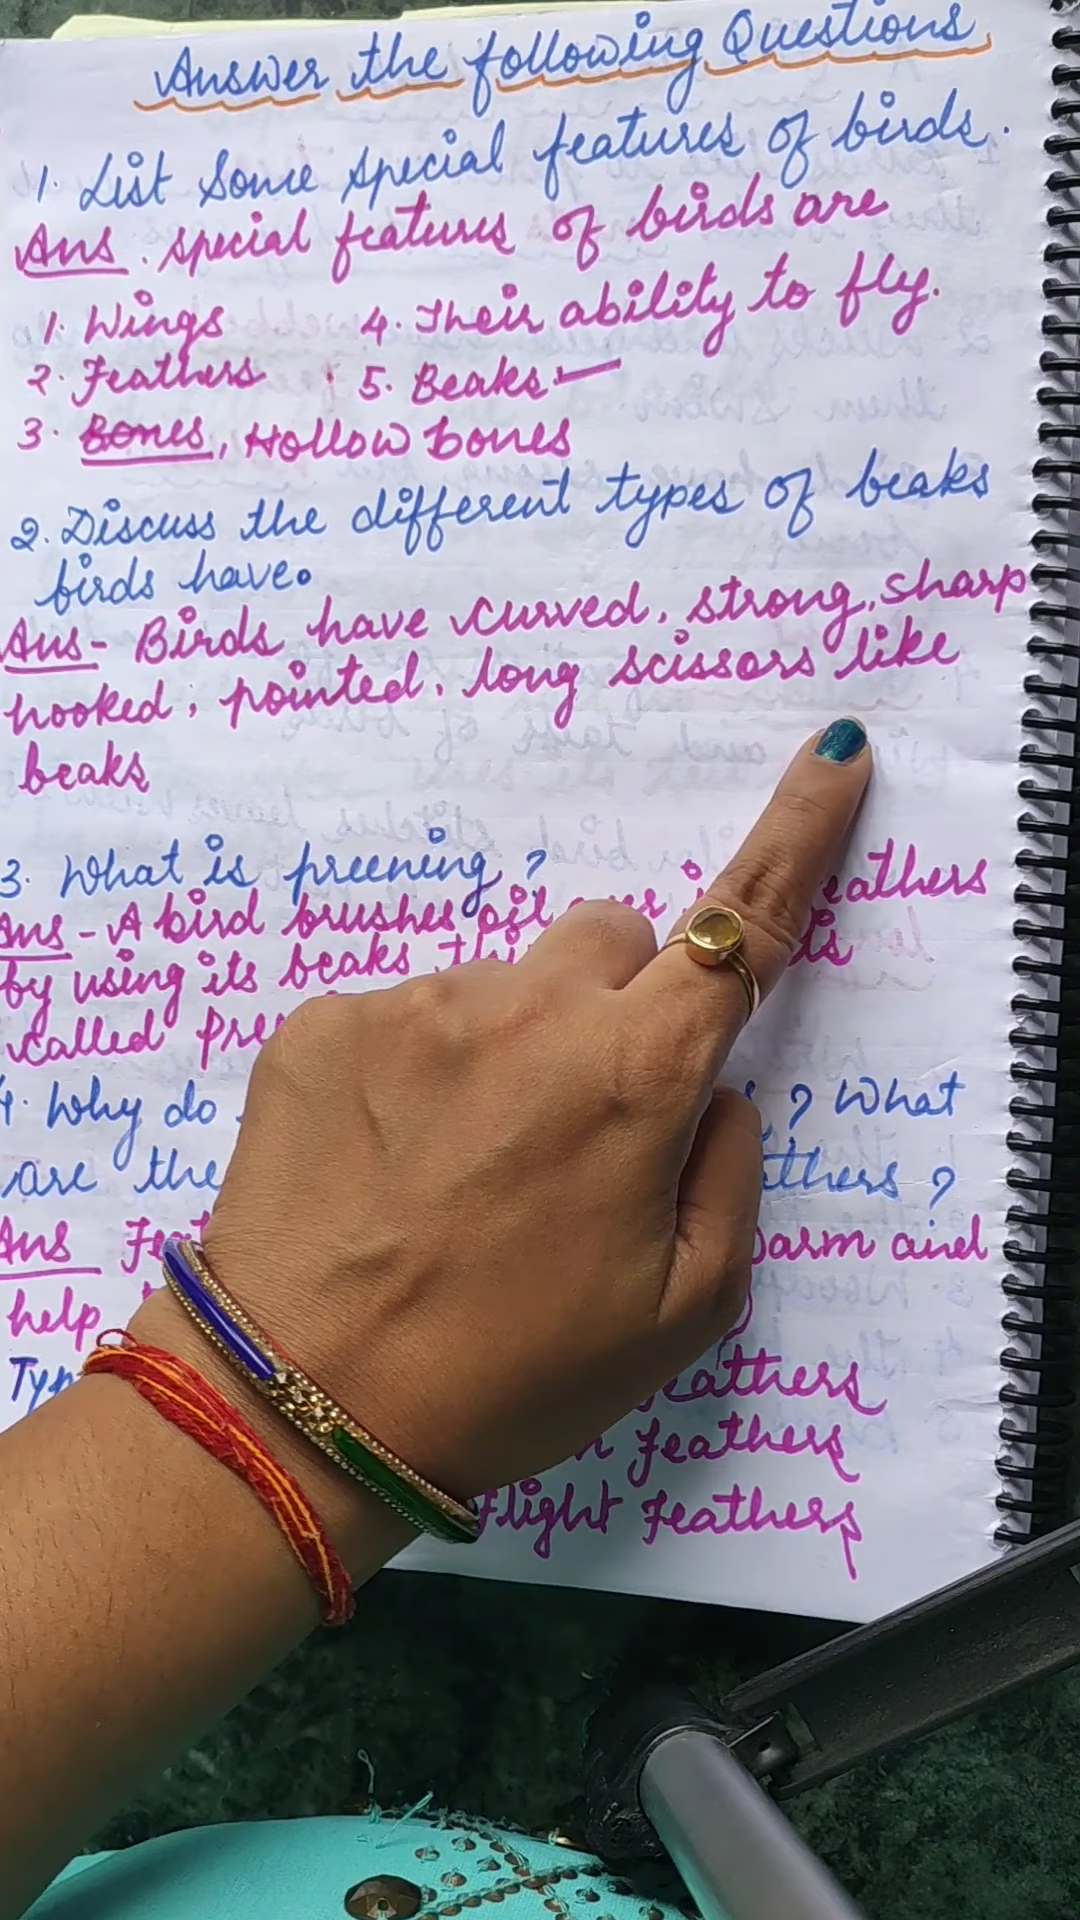 Answer the following Questions
1. List Some special features of birds.
Ans. special features of birds are
1. Wings 4. Their ability to fly.
2. Feathers 5. Beaks
3. Bones, Hollow bones
2. Discuss the different types of beaks
birds have.
Ans- Birds have curved, strong, sharp
hooked, pointed, long scissors like
beaks
3. What is preening?
Ans - A bird brushes oil feathers
by using its beaks
called
4. Why do ? What
are the ?
Ans and
help
feathers
Flight Feathers